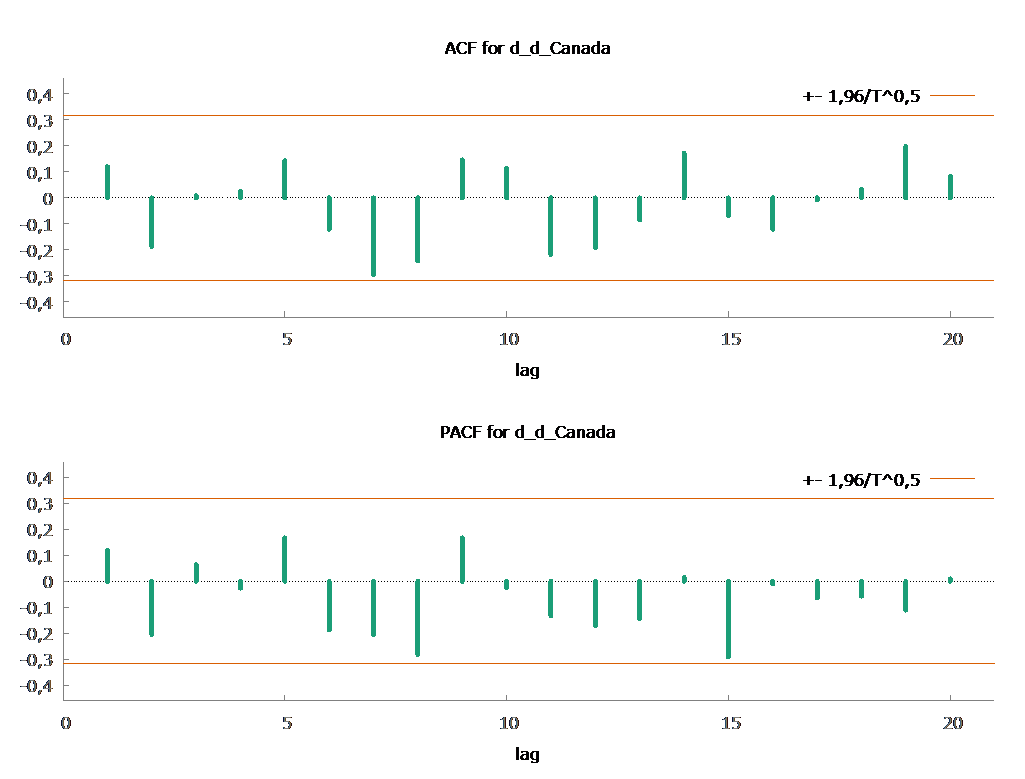 ACF for d_d_Canada
+- 1,96/T^0,5
0,4
0,3
0,2
0,1
0
-0,1
-0,2
-0,3
-0,4
0 5 10 15 20
lag
PACF for d_d_Canada
+- 1,96/T^0,5
0,4
0,3
0,2
0,1
0
-0,1
-0,2
-0,3
-0,4
0 5 10 15 20
lag